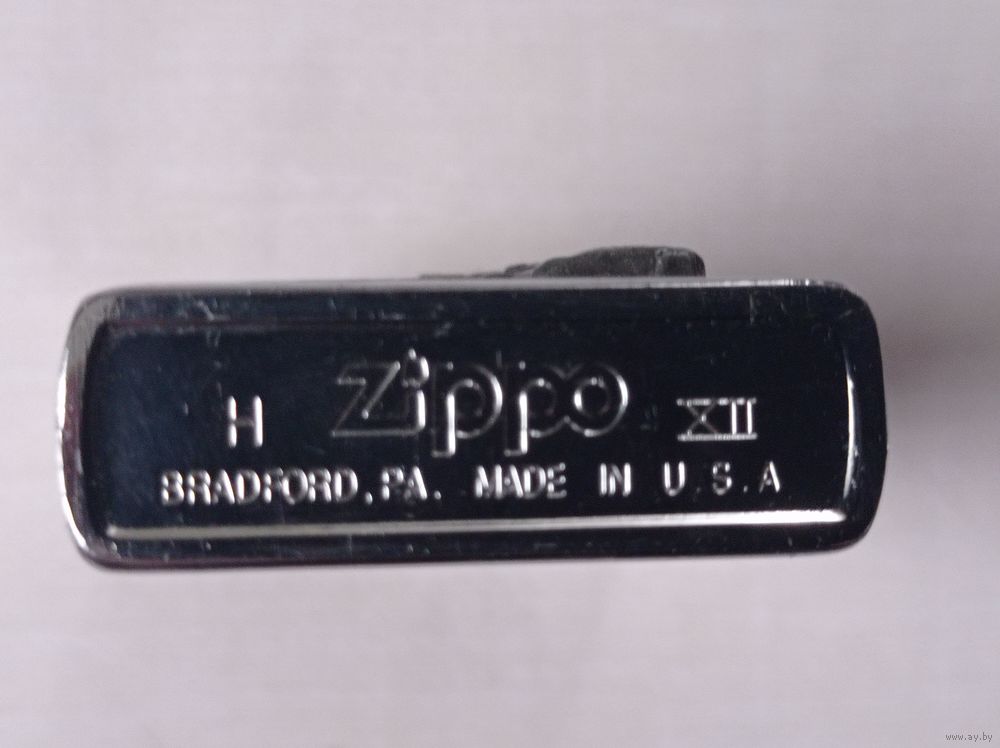 H Zippo XII
BRADFORD, PA. MADE IN U.S.A
www.ay.by